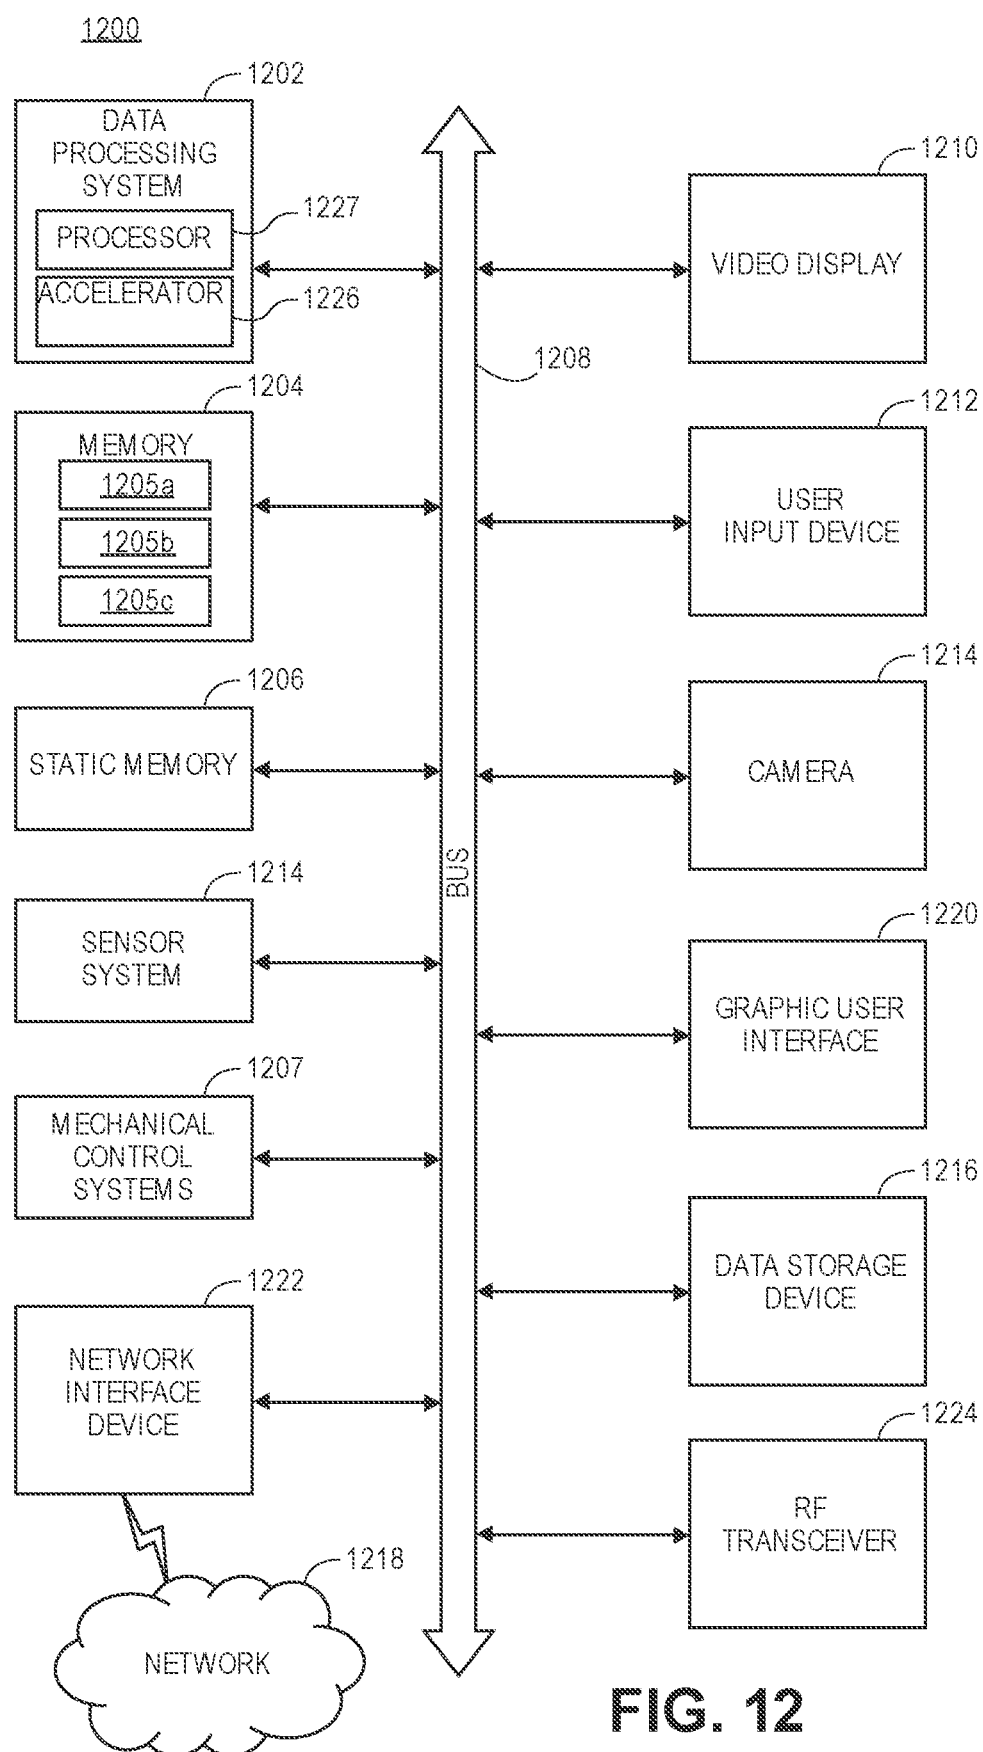 1200
1202
DATA
PROCESSING
SYSTEM
1227
PROCESSOR
ACCELERATOR
1226
1204
MEMORY
1205a
1205b
1205c
1206
STATIC MEMORY
1214
SENSOR
SYSTEM
1207
MECHANICAL
CONTROL
SYSTEMS
1222
NETWORK
INTERFACE
DEVICE
1218
NETWORK
1208
BUS
1210
VIDEO DISPLAY
1212
USER
INPUT DEVICE
1214
CAMERA
1220
GRAPHIC USER
INTERFACE
1216
DATA STORAGE
DEVICE
1224
RF
TRANSCEIVER
FIG. 12